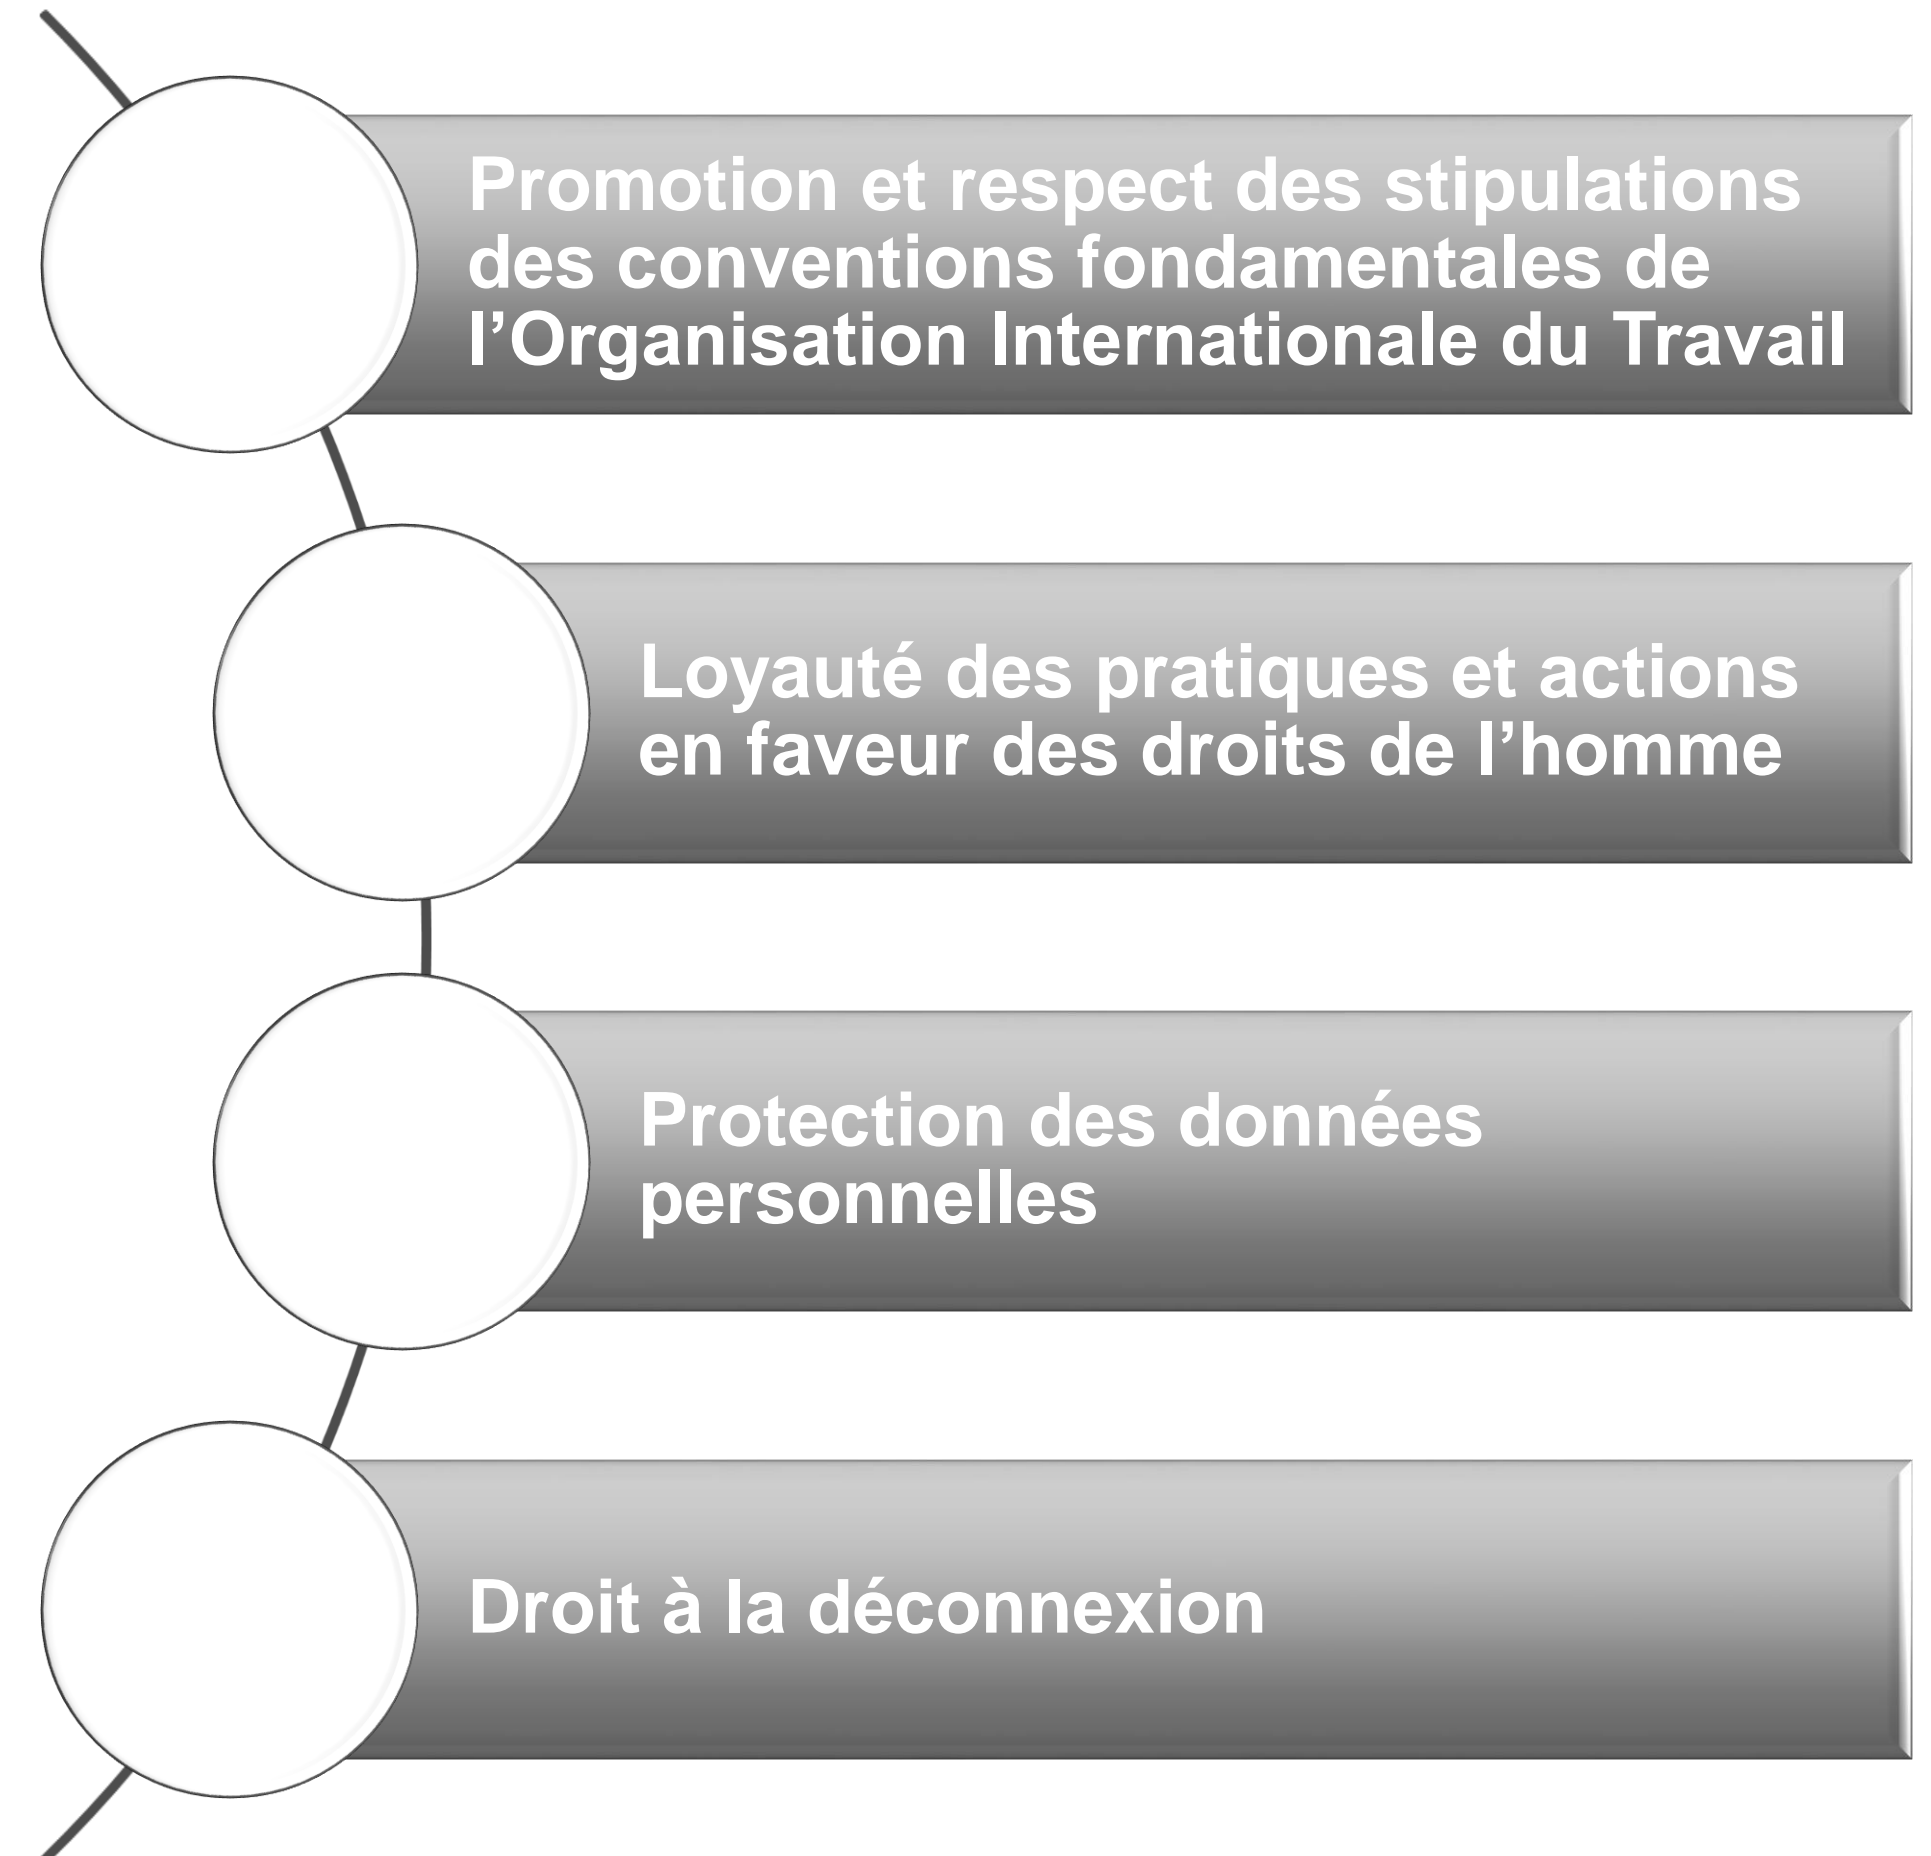 Promotion et respect des stipulations
des conventions fondamentales de
l’Organisation Internationale du Travail
Loyauté des pratiques et actions
en faveur des droits de l’homme
Protection des données
personnelles
Droit à la déconnexion